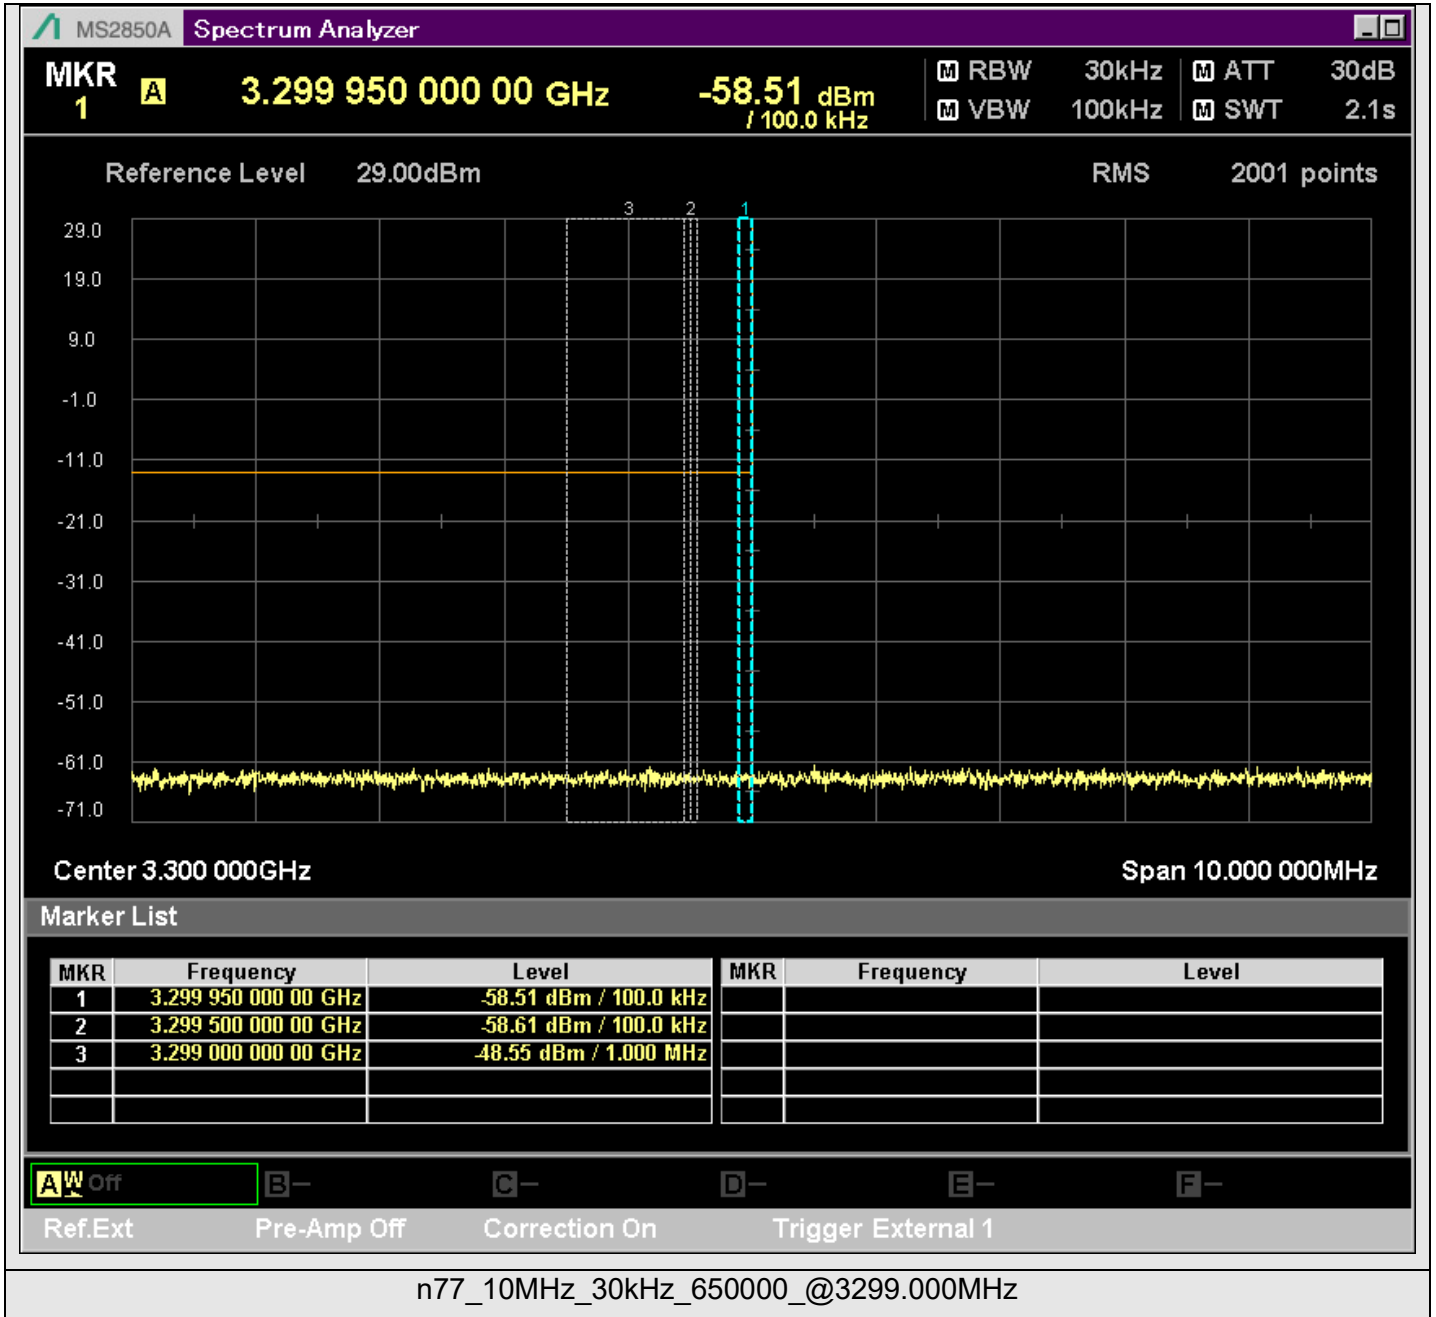 MS2850A Spectrum Analyzer
MKR 1 A 3.299 950 000 00 GHz -58.51 dBm / 100.0 kHz
M RBW 30kHz M ATT 30dB
M VBW 100kHz M SWT 2.1s
Reference Level 29.00dBm RMS 2001 points
3 2 1
29.0
19.0
9.0
-1.0
-11.0
-21.0
-31.0
-41.0
-51.0
-61.0
-71.0
Center 3.300 000GHz Span 10.000 000MHz
Marker List
MKR Frequency Level MKR Frequency Level
1 3.299 950 000 00 GHz -58.51 dBm / 100.0 kHz
2 3.299 500 000 00 GHz -58.61 dBm / 100.0 kHz
3 3.299 000 000 00 GHz -48.55 dBm / 1.000 MHz
A W Off B – C – D – E – F –
Ref.Ext Pre-Amp Off Correction On Trigger External 1
n77_10MHz_30kHz_650000_@3299.000MHz